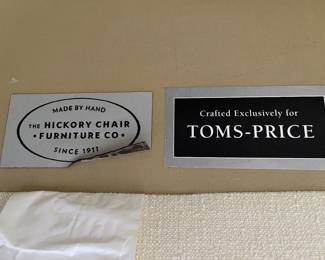 MADE BY HAND
THE HICKORY CHAIR
• FURNITURE CO •
SINCE 1911
Crafted Exclusively for
TOMS-PRICE